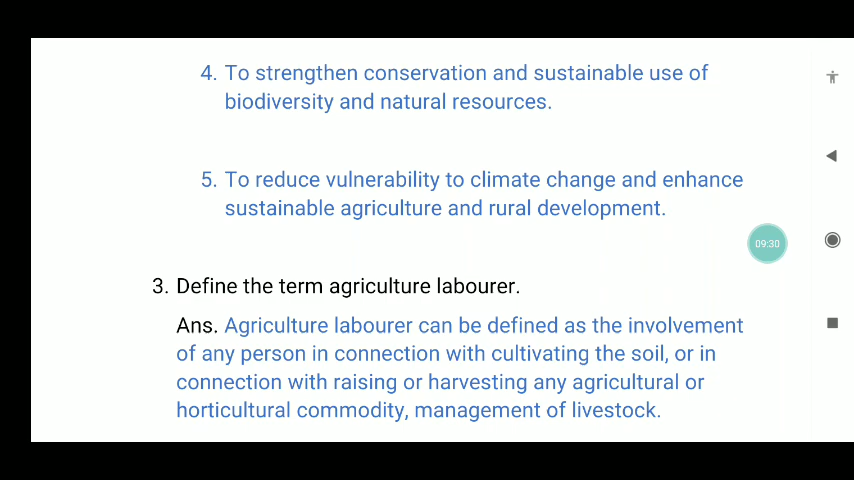 4. To strengthen conservation and sustainable use of
biodiversity and natural resources.
5. To reduce vulnerability to climate change and enhance
sustainable agriculture and rural development.
09:30
3. Define the term agriculture labourer.
Ans. Agriculture labourer can be defined as the involvement
of any person in connection with cultivating the soil, or in
connection with raising or harvesting any agricultural or
horticultural commodity, management of livestock.